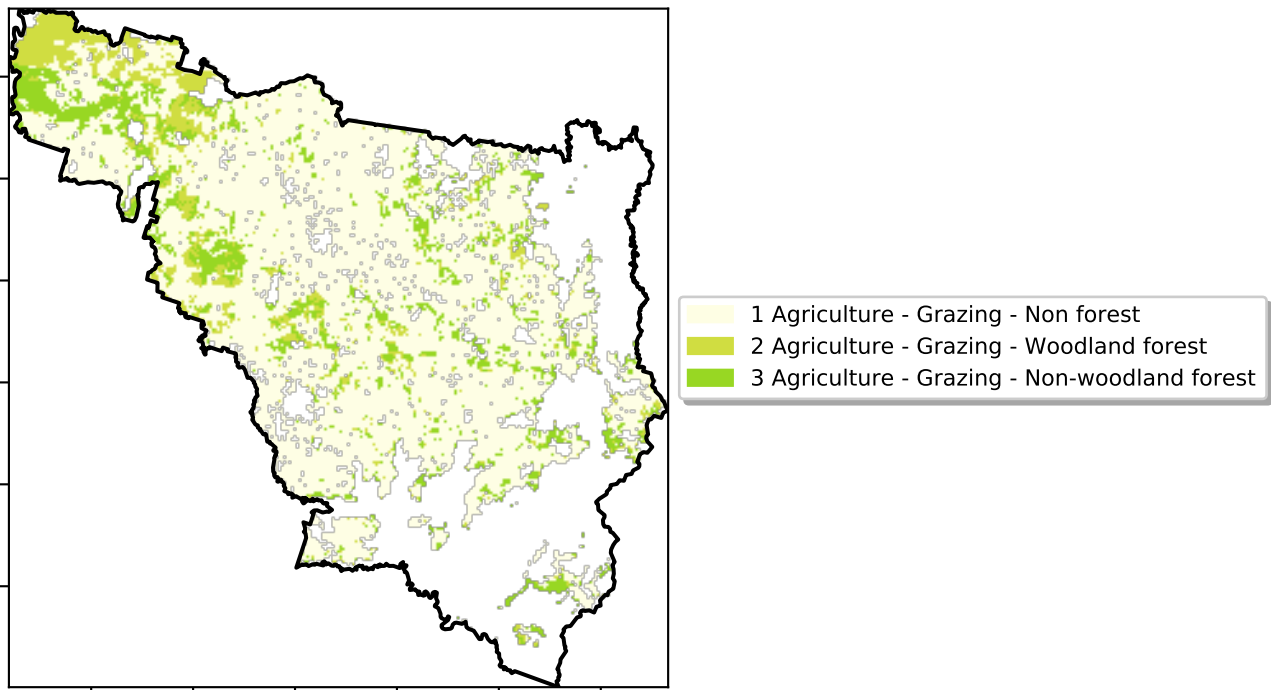 1 Agriculture - Grazing - Non forest
2 Agriculture - Grazing - Woodland forest
3 Agriculture - Grazing - Non-woodland forest